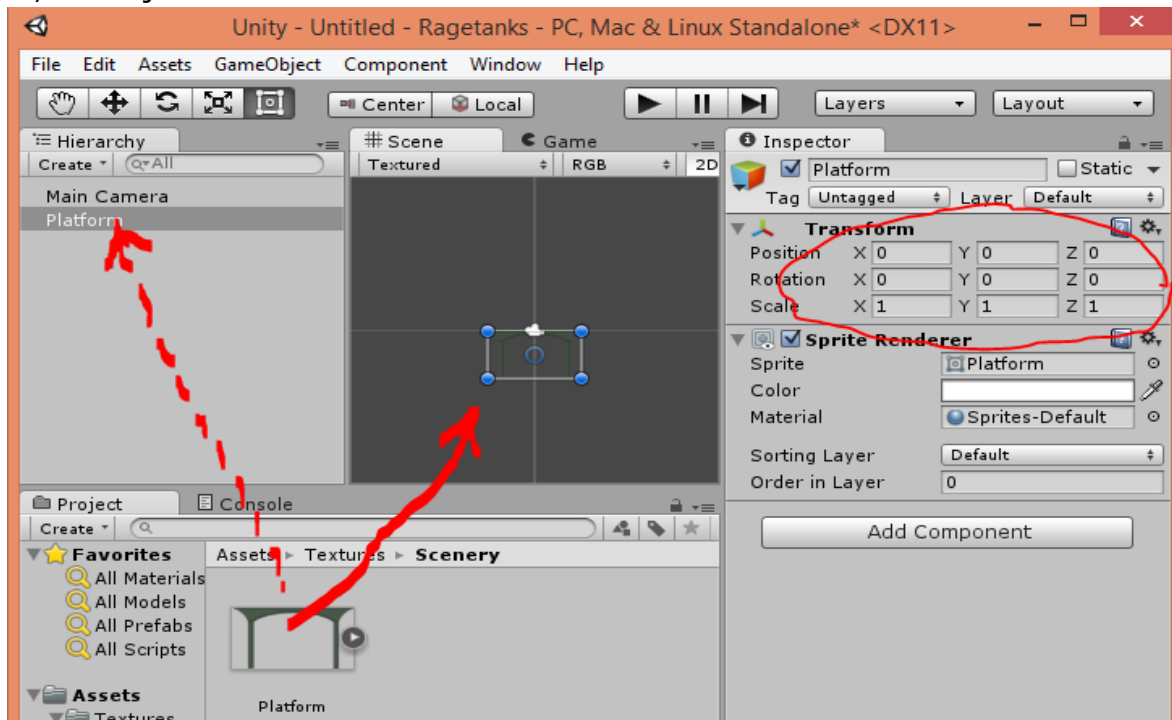 Unity - Untitled - Ragetanks - PC, Mac & Linux Standalone* <DX11>
File Edit Assets GameObject Component Window Help
Center Local Layers Layout
Hierarchy
Create All
Main Camera
Platform
Scene Game
Textured RGB 2D
Inspector
Platform Static
Tag Untagged Layer Default
Transform
Position X 0 Y 0 Z 0
Rotation X 0 Y 0 Z 0
Scale X 1 Y 1 Z 1
Sprite Renderer
Sprite Platform
Color
Material Sprites-Default
Sorting Layer Default
Order in Layer 0
Add Component
Project Console
Create
Favorites
All Materials
All Models
All Prefabs
All Scripts
Assets
Textures
Assets Textures Scenery
Platform